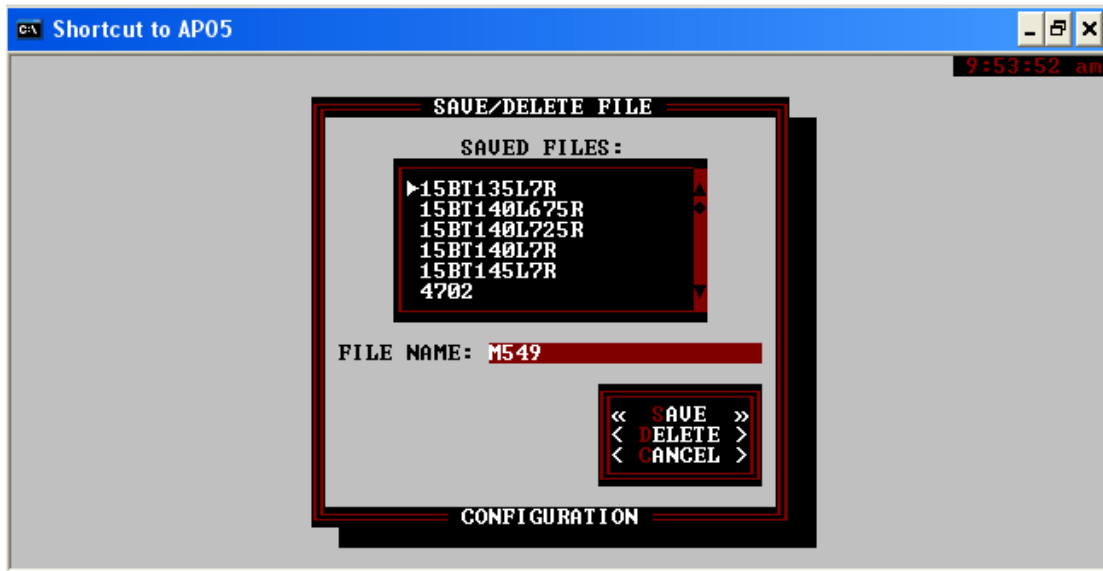 Shortcut to AP05
9:53:52 am
SAVE/DELETE FILE
SAVED FILES:
15BT135L7R
15BT140L675R
15BT140L725R
15BT140L7R
15BT145L7R
4702
FILE NAME: M549
« SAVE »
< DELETE >
< CANCEL >
CONFIGURATION